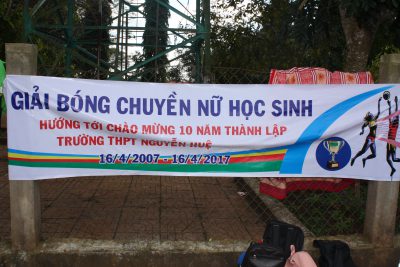 GIẢI BÓNG CHUYỀN NỮ HỌC SINH
HƯỚNG TỚI CHÀO MỪNG 10 NĂM THÀNH LẬP
TRƯỜNG THPT NGUYỄN HUỆ
16/4/2007 - 16/4/2017